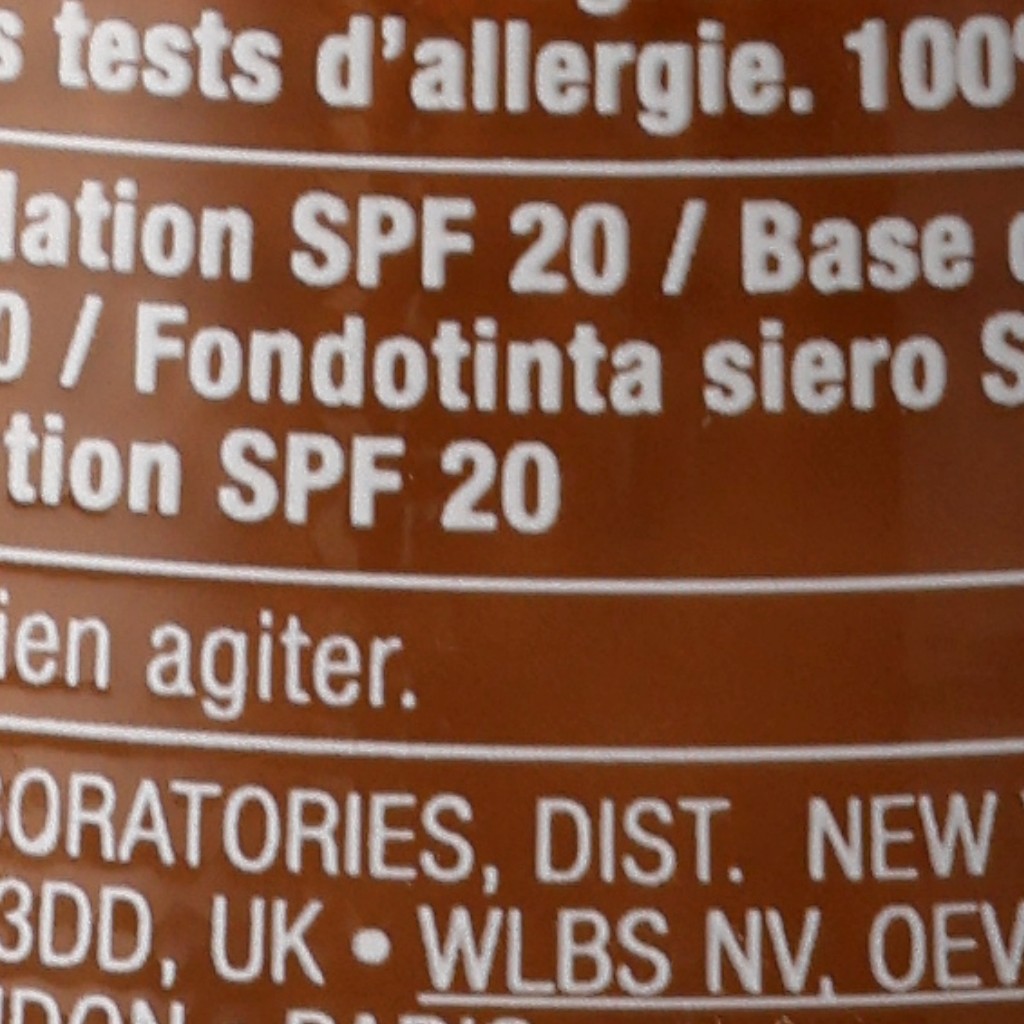 s tests d'allergie. 100%
lation SPF 20 / Base
0 / Fondotinta siero S
tion SPF 20
ien agiter.
ORATORIES, DIST. NEW
3DD, UK • WLBS NV, OEV